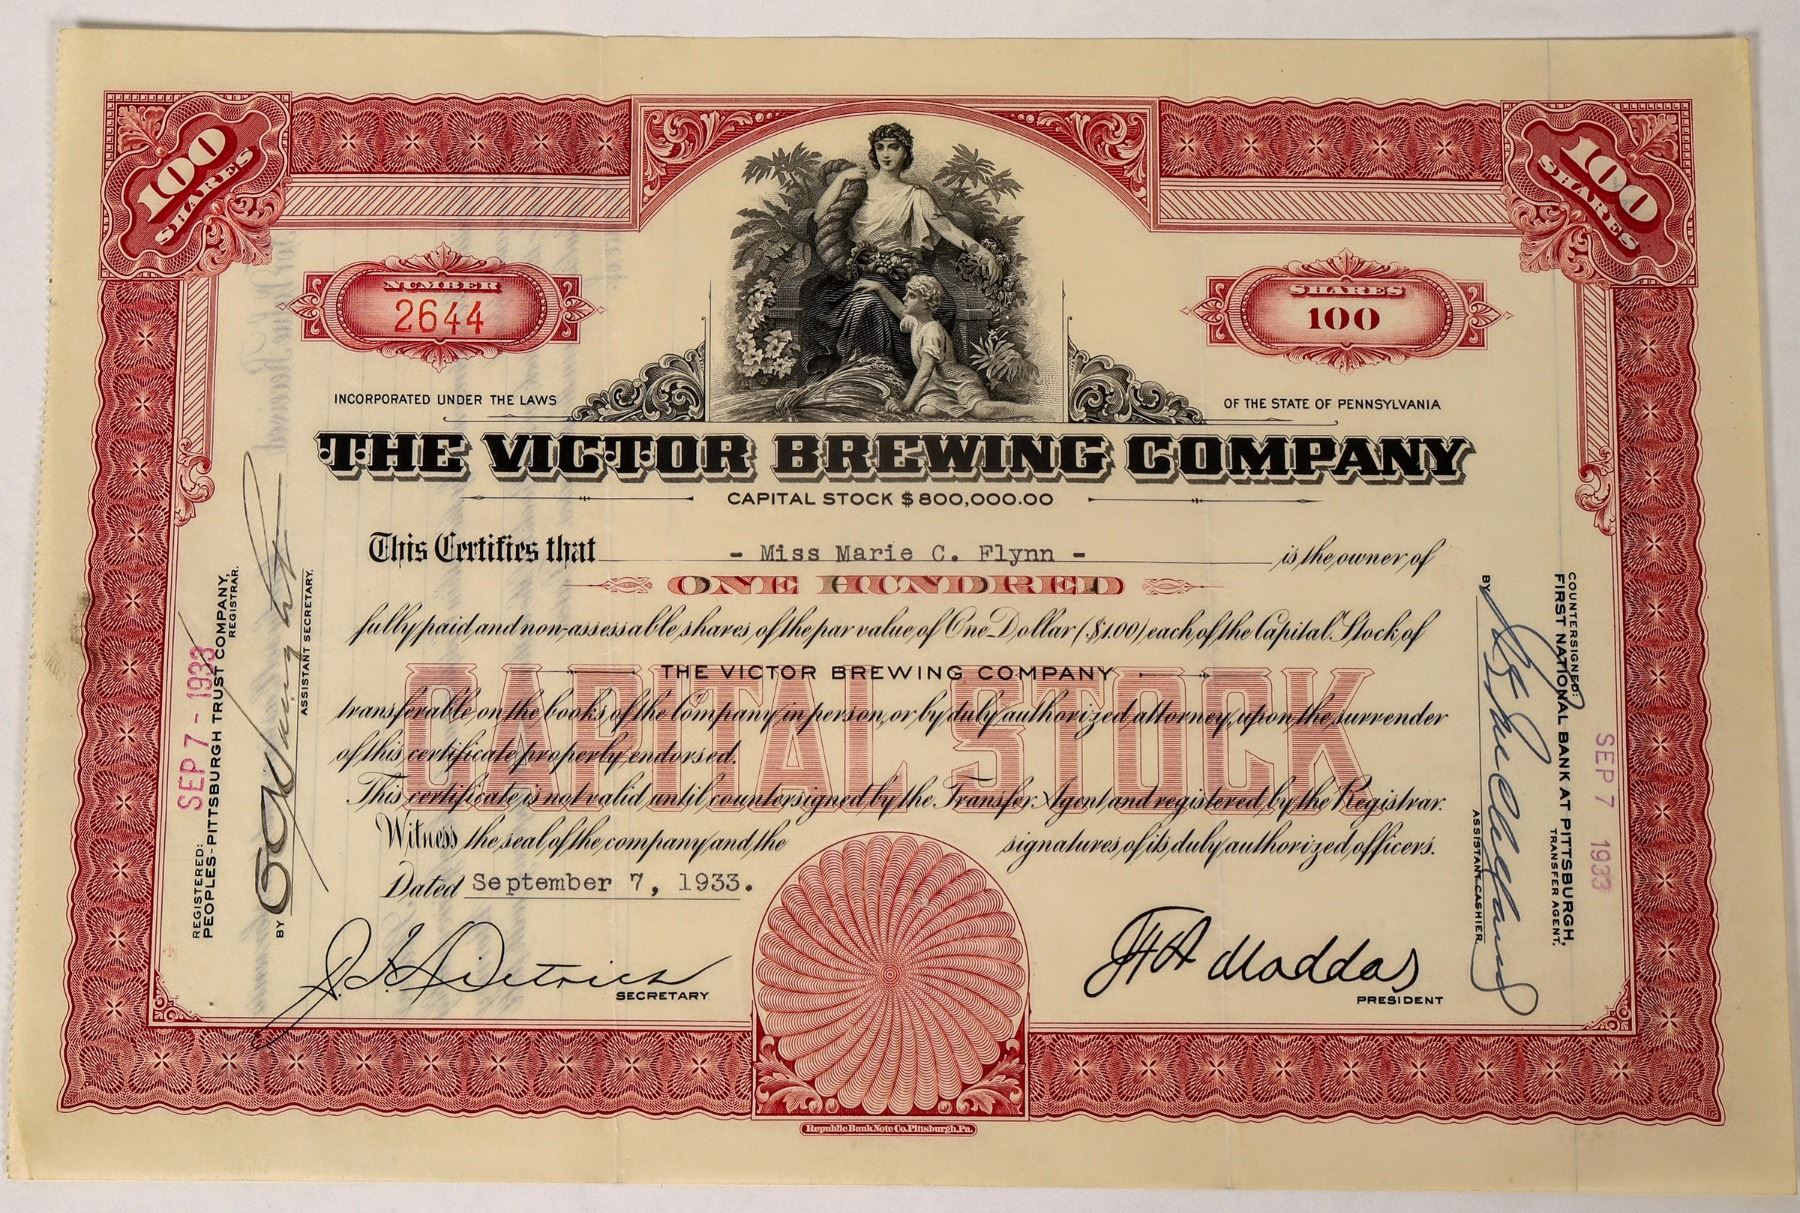 100 SHARES
100 SHARES
NUMBER
2644
SHARES
100
INCORPORATED UNDER THE LAWS
OF THE STATE OF PENNSYLVANIA
THE VICTOR BREWING COMPANY
CAPITAL STOCK $800,000.00
This Certifies that - Miss Marie C. Flynn - is the owner of
ONE HUNDRED
fully paid and non-assessable shares of the par value of One Dollar ($1.00) each of the Capital Stock of
THE VICTOR BREWING COMPANY
CAPITAL STOCK
transferable on the books of the Company in person, or by duly authorized attorney, upon the surrender
of this certificate properly endorsed.
This certificate is not valid until countersigned by the Transfer Agent and registered by the Registrar.
Witness the seal of the company and the signatures of its duly authorized officers.
Dated September 7, 1933.
Dietrich
SECRETARY
Maddas
PRESIDENT
REGISTERED:
PEOPLES-PITTSBURGH TRUST COMPANY,
REGISTRAR.
SEP 7 - 1933
BY
ASSISTANT SECRETARY.
COUNTERSIGNED:
FIRST NATIONAL BANK AT PITTSBURGH,
TRANSFER AGENT,
BY
ASSISTANT CASHIER.
SEP 7 1933
Republic Bank Note Co. Pittsburgh, Pa.